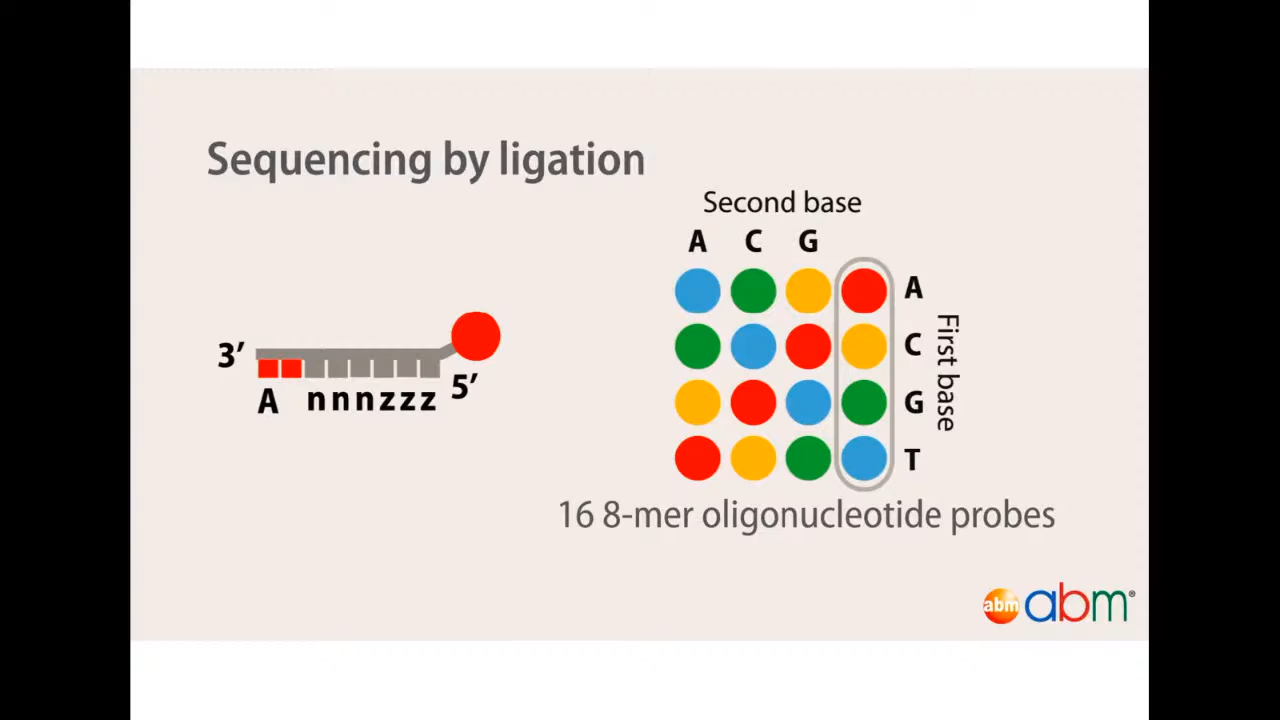 Sequencing by ligation
Second base
A C G
A
C
G
T
First base
3′
5′
A nnnzzz
16 8-mer oligonucleotide probes
abm abm®